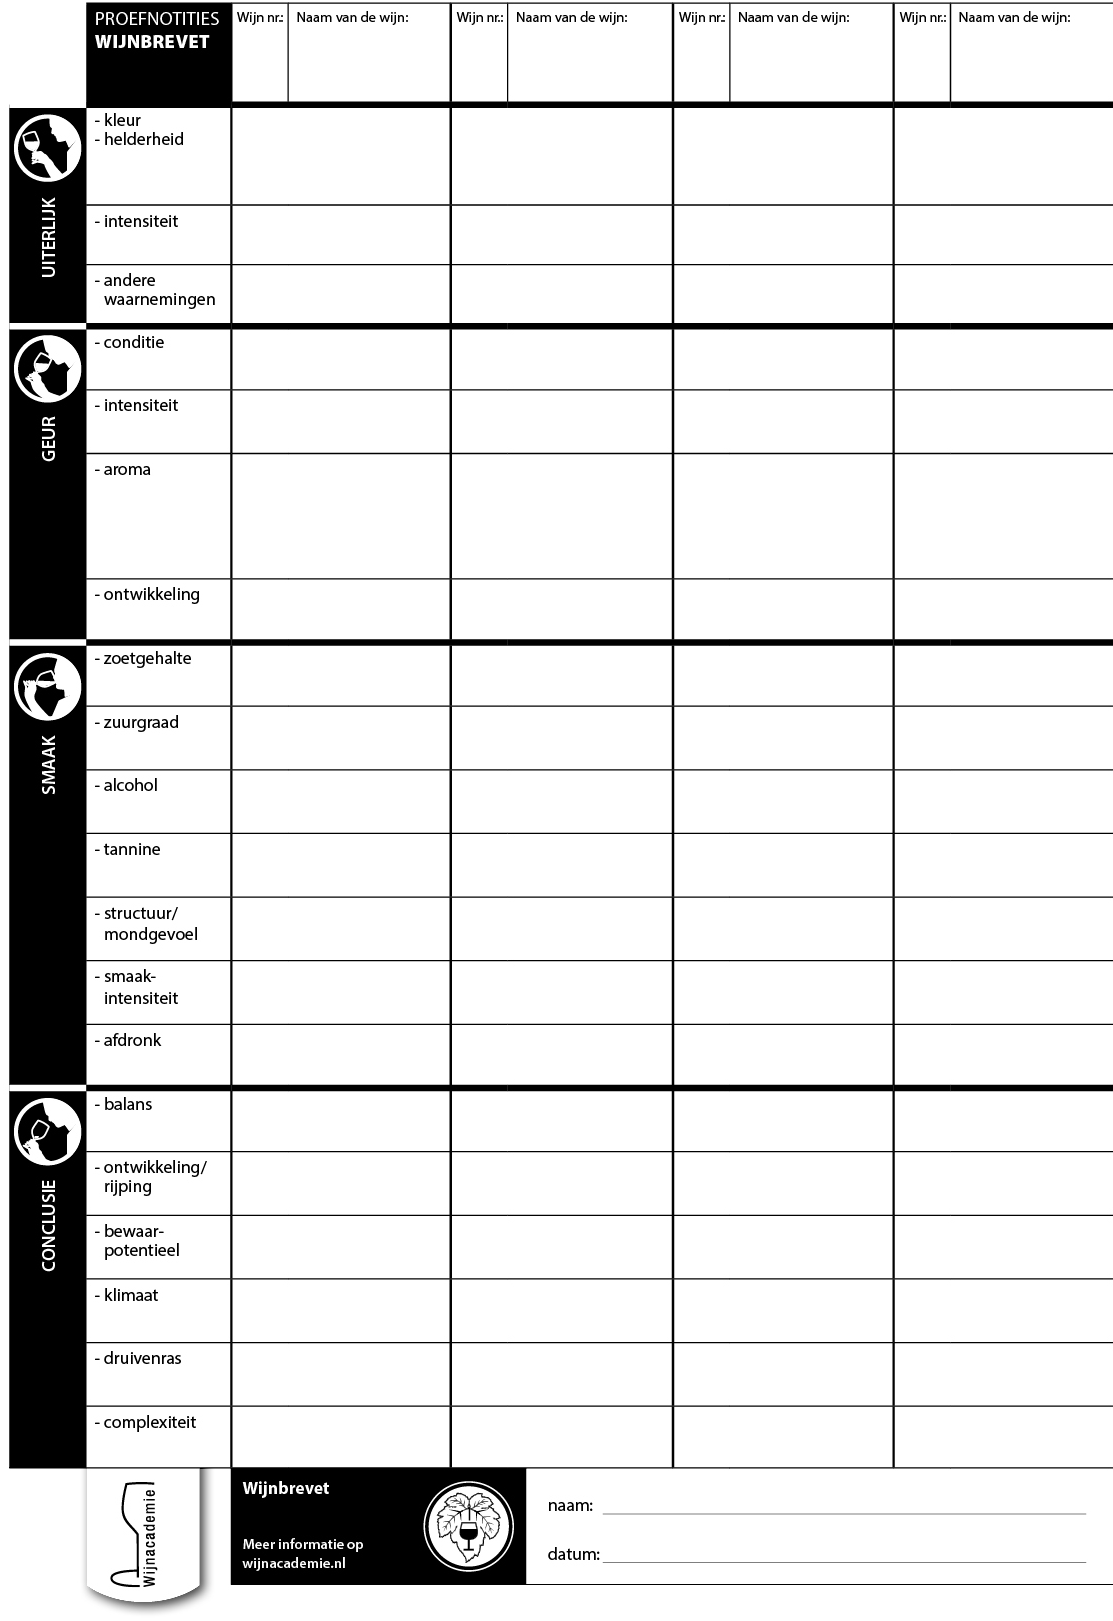 PROEFNOTITIES
WIJNBREVET
Wijn nr.: Naam van de wijn: Wijn nr.: Naam van de wijn: Wijn nr.: Naam van de wijn: Wijn nr.: Naam van de wijn:
UITERLIJK
- kleur
- helderheid
- intensiteit
- andere
waarnemingen
GEUR
- conditie
- intensiteit
- aroma
- ontwikkeling
SMAAK
- zoetgehalte
- zuurgraad
- alcohol
- tannine
- structuur/
mondgevoel
- smaak-
intensiteit
- afdronk
CONCLUSIE
- balans
- ontwikkeling/
rijping
- bewaar-
potentieel
- klimaat
- druivenras
- complexiteit
Wijnacademie
Wijnbrevet
Meer informatie op
wijnacademie.nl
naam:
datum: